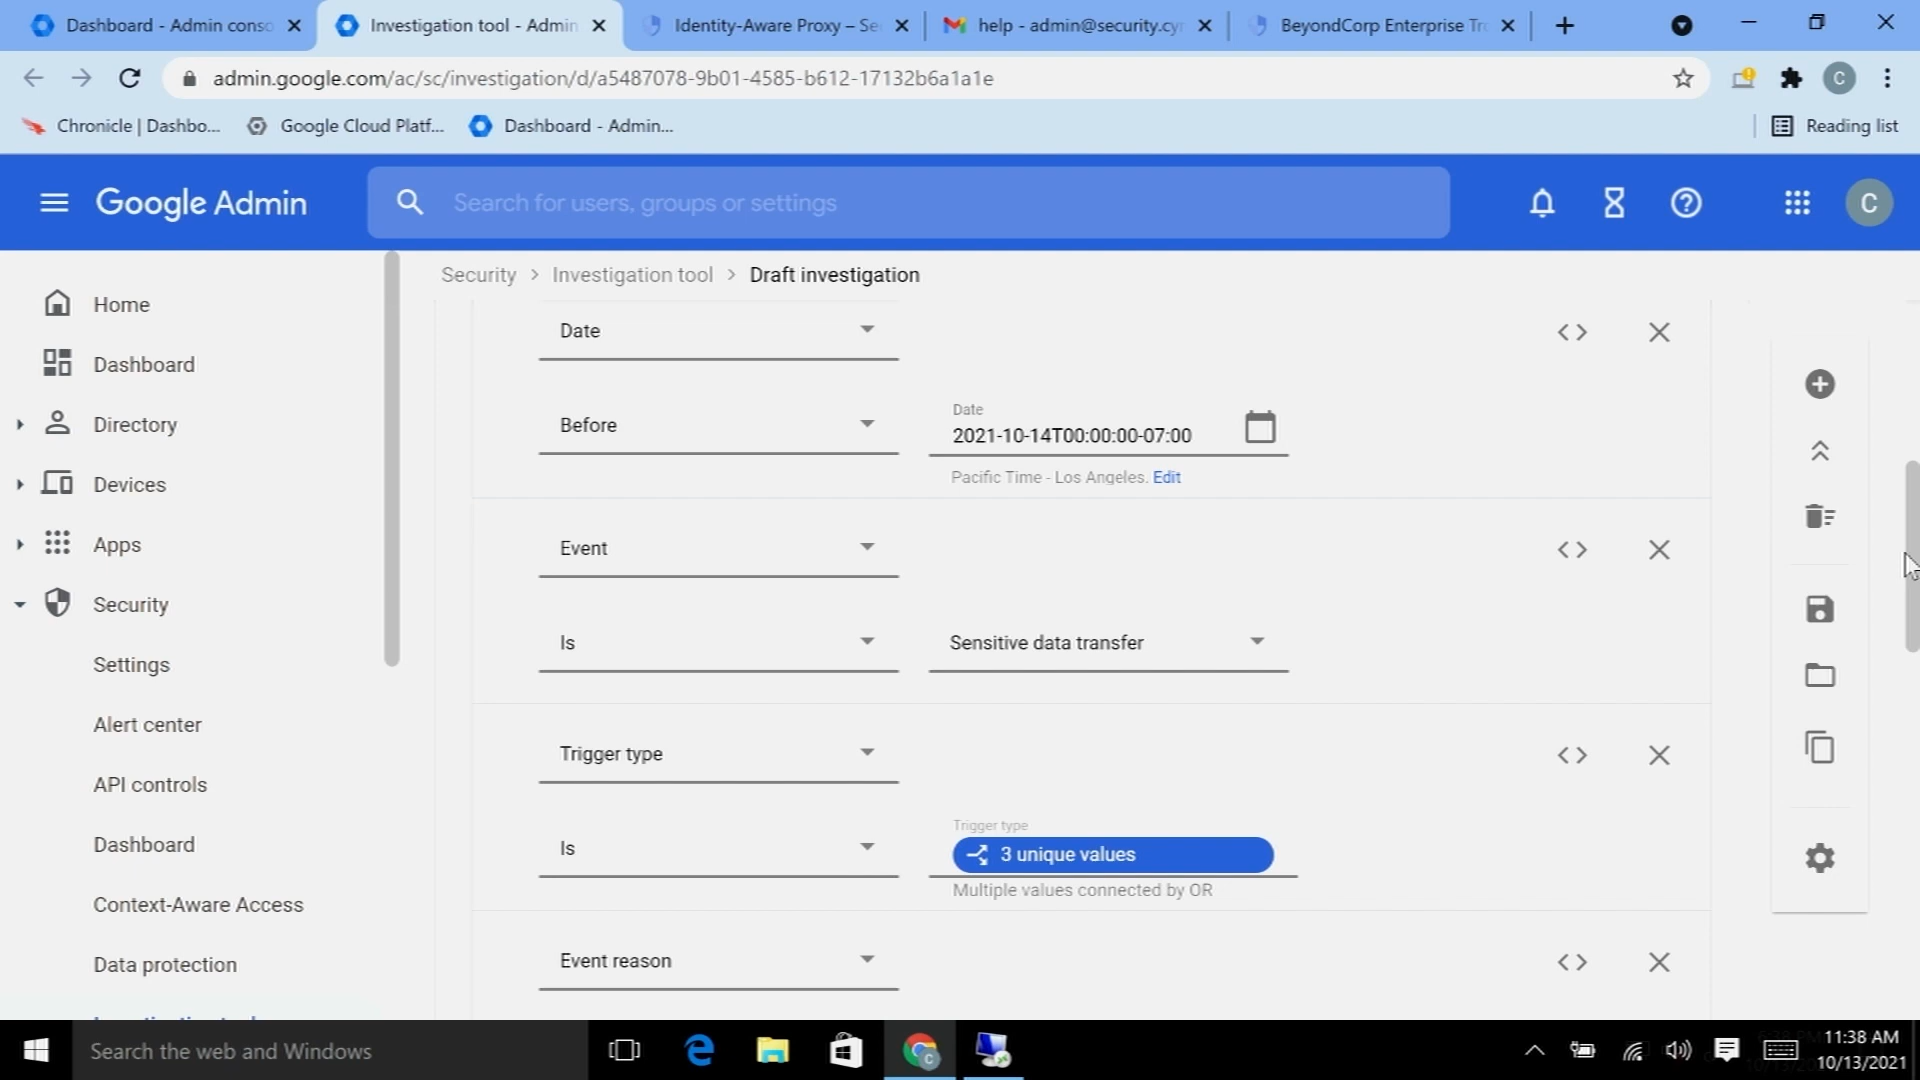 Dashboard - Admin conso
Investigation tool - Admin
Identity-Aware Proxy – Se
help - admin@security.cyn
BeyondCorp Enterprise Tr
admin.google.com/ac/sc/investigation/d/a5487078-9b01-4585-b612-17132b6a1a1e
C
Chronicle | Dashbo...
Google Cloud Platf...
Dashboard - Admin...
Reading list
Google Admin
Search for users, groups or settings
C
Security > Investigation tool > Draft investigation
Home
Dashboard
Directory
Devices
Apps
Security
Settings
Alert center
API controls
Dashboard
Context-Aware Access
Data protection
Date
Before
Date
2021-10-14T00:00:00-07:00
Pacific Time - Los Angeles. Edit
Event
Is
Sensitive data transfer
Trigger type
Is
Trigger type
3 unique values
Multiple values connected by OR
Event reason
Search the web and Windows
11:38 AM
10/13/2021